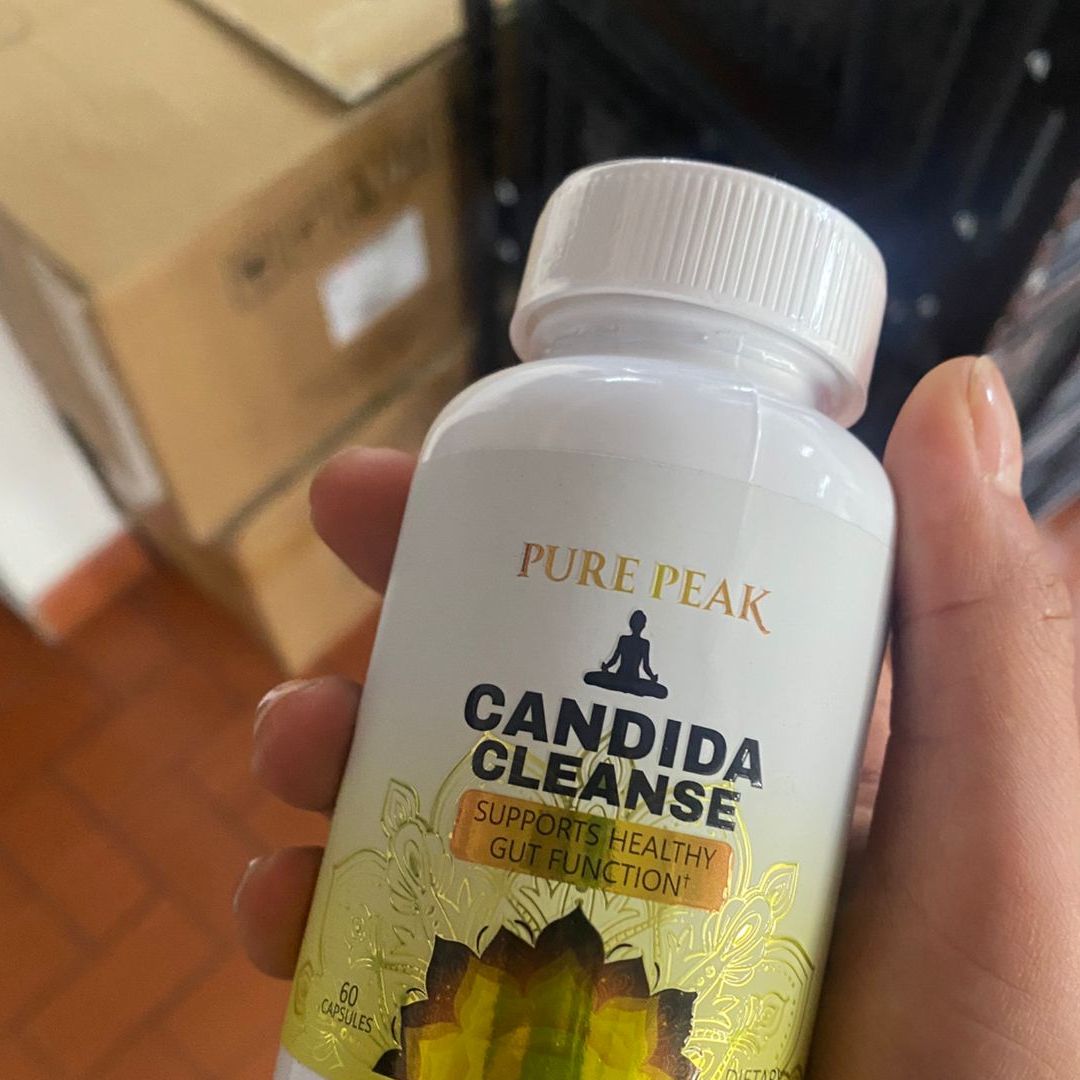 PURE PEAK
CANDIDA
CLEANSE
SUPPORTS HEALTHY
GUT FUNCTION†
60
CAPSULES